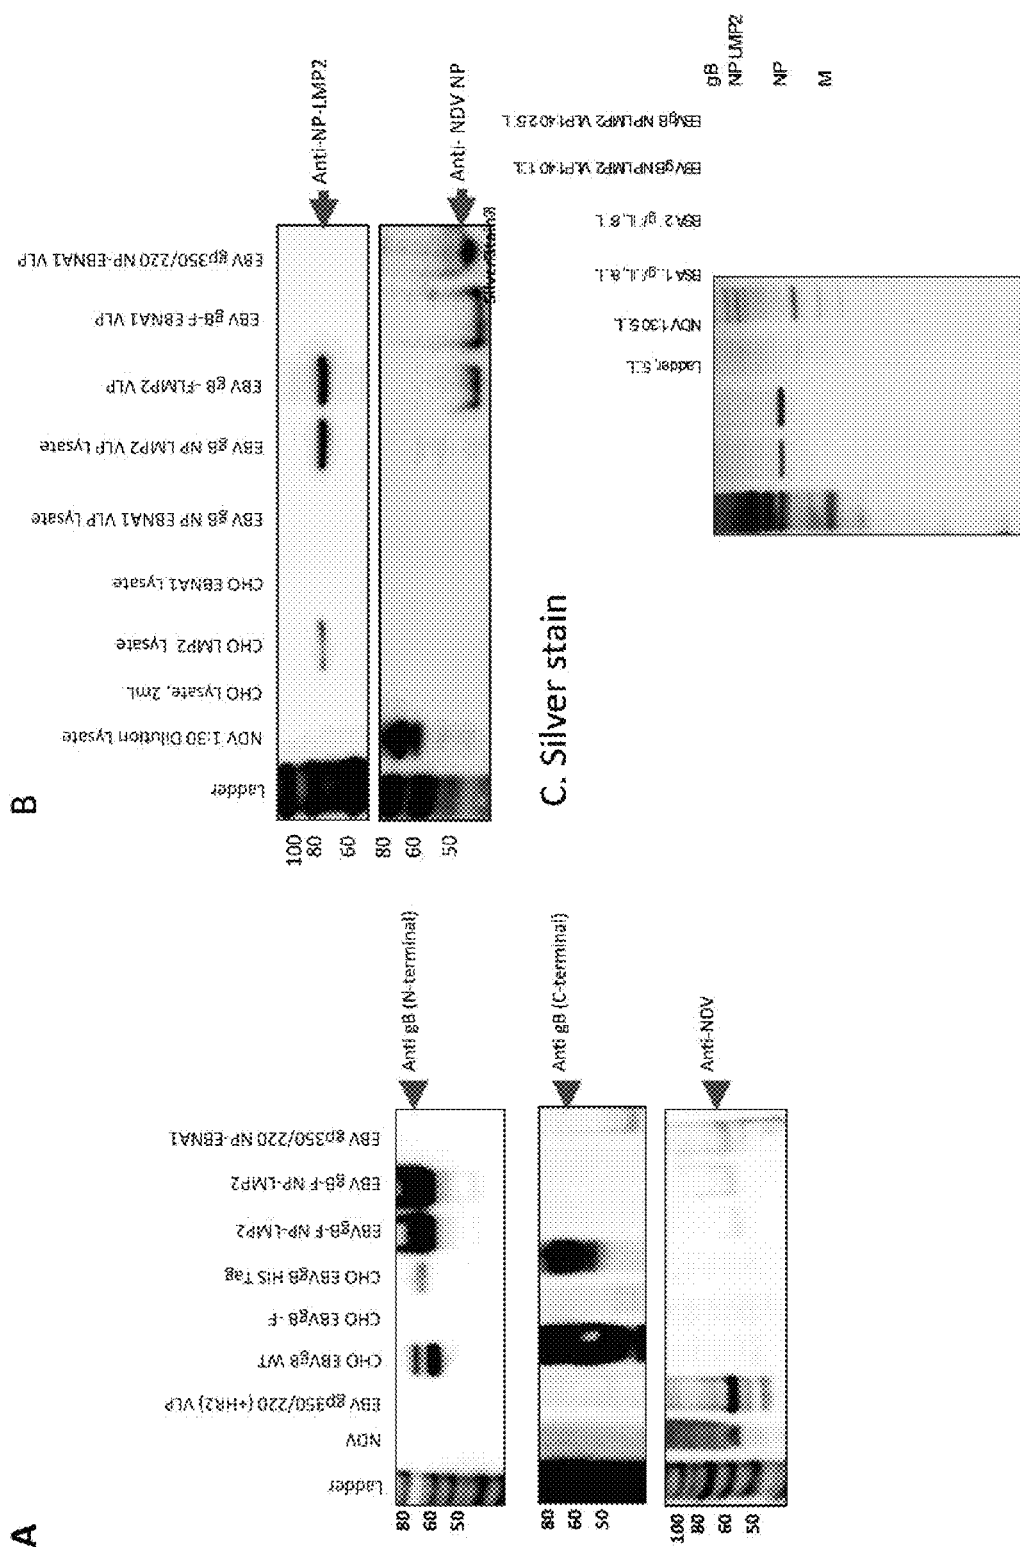 A
Ladder
NDV
EBV gp350/220 (+HR2) VLP
CHO EBVgB WT
CHO EBVgB -F
CHO EBVgB HIS Tag
EBVgB-F NP-LMP2
EBV gB-F NP-LMP2
EBV gp350/220 NP-EBNA1
80
60
50
Anti gB (N-terminal)
80
60
50
Anti gB (C-terminal)
100
80
60
50
Anti-NDV
B
Ladder
NDV 1:30 Dilution Lysate
CHO Lysate, 2mL
CHO LMP2 Lysate
CHO EBNA1 Lysate
EBV gB NP EBNA1 VLP Lysate
EBV gB NP LMP2 VLP Lysate
EBV gB -FLMP2 VLP
EBV gB-F EBNA1 VLP
EBV gp350/220 NP-EBNA1 VLP
100
80
60
Anti-NP-LMP2
80
60
50
Anti- NDV NP
C. Silver stain
gB
NP LMP2
NP
M